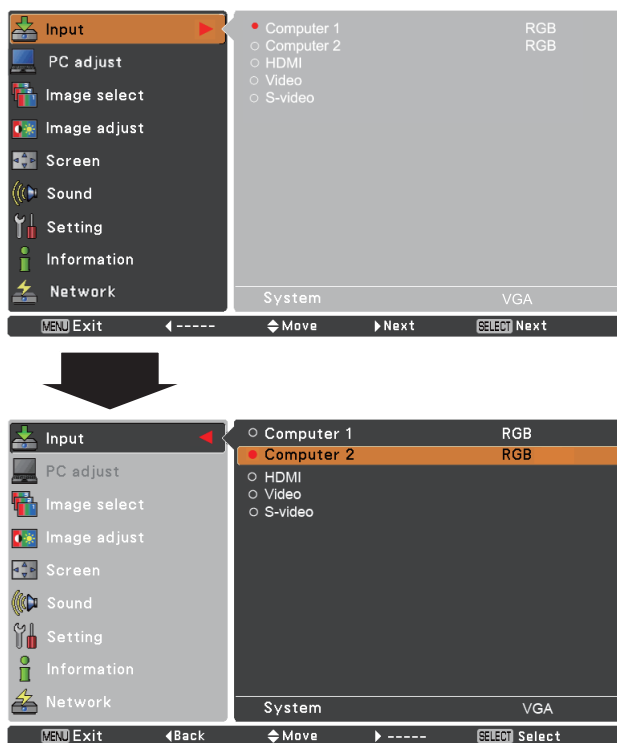 Input
PC adjust
Image select
Image adjust
Screen
Sound
Setting
Information
Network
Computer 1 RGB
Computer 2 RGB
HDMI
Video
S-video
System VGA
MENU Exit ----- Move Next SELECT Next
Input
PC adjust
Image select
Image adjust
Screen
Sound
Setting
Information
Network
Computer 1 RGB
Computer 2 RGB
HDMI
Video
S-video
System VGA
MENU Exit Back Move ----- SELECT Select